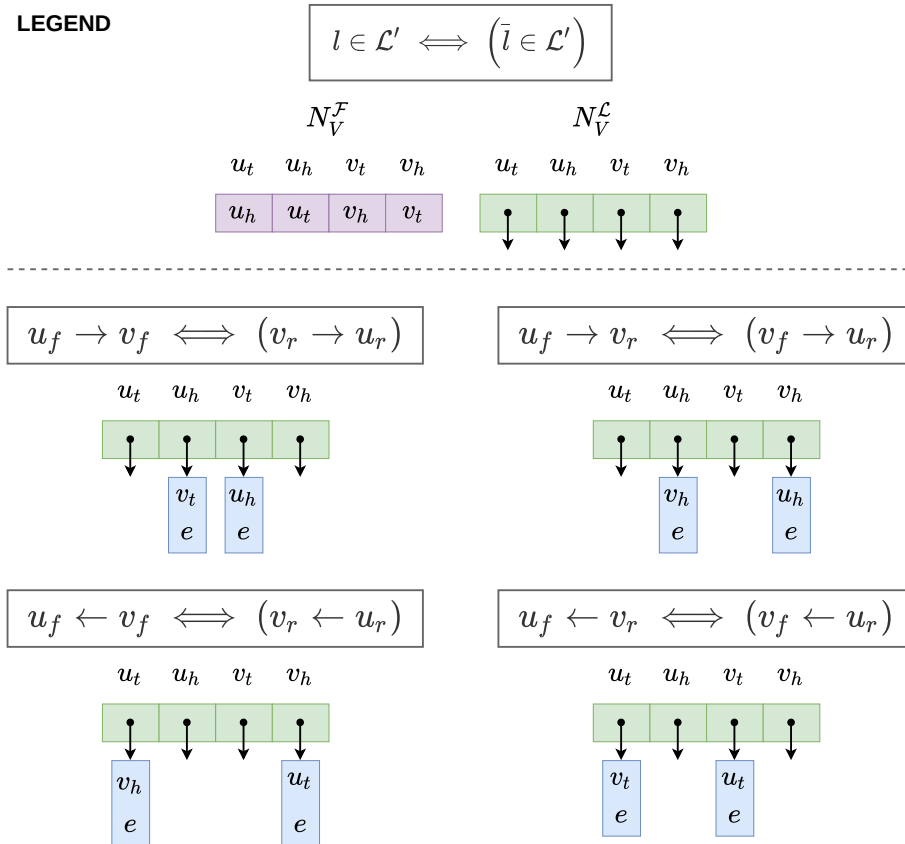 LEGEND
l ∈ 𝓛′ ⟺ (l̄ ∈ 𝓛′)
N_V^𝓕 N_V^𝓛
u_t u_h v_t v_h u_t u_h v_t v_h
u_h u_t v_h v_t
u_f → v_f ⟺ (v_r → u_r)
u_t u_h v_t v_h
v_t u_h
e e
u_f → v_r ⟺ (v_f → u_r)
u_t u_h v_t v_h
v_h u_h
e e
u_f ← v_f ⟺ (v_r ← u_r)
u_t u_h v_t v_h
v_h u_t
e e
u_f ← v_r ⟺ (v_f ← u_r)
u_t u_h v_t v_h
v_t u_t
e e